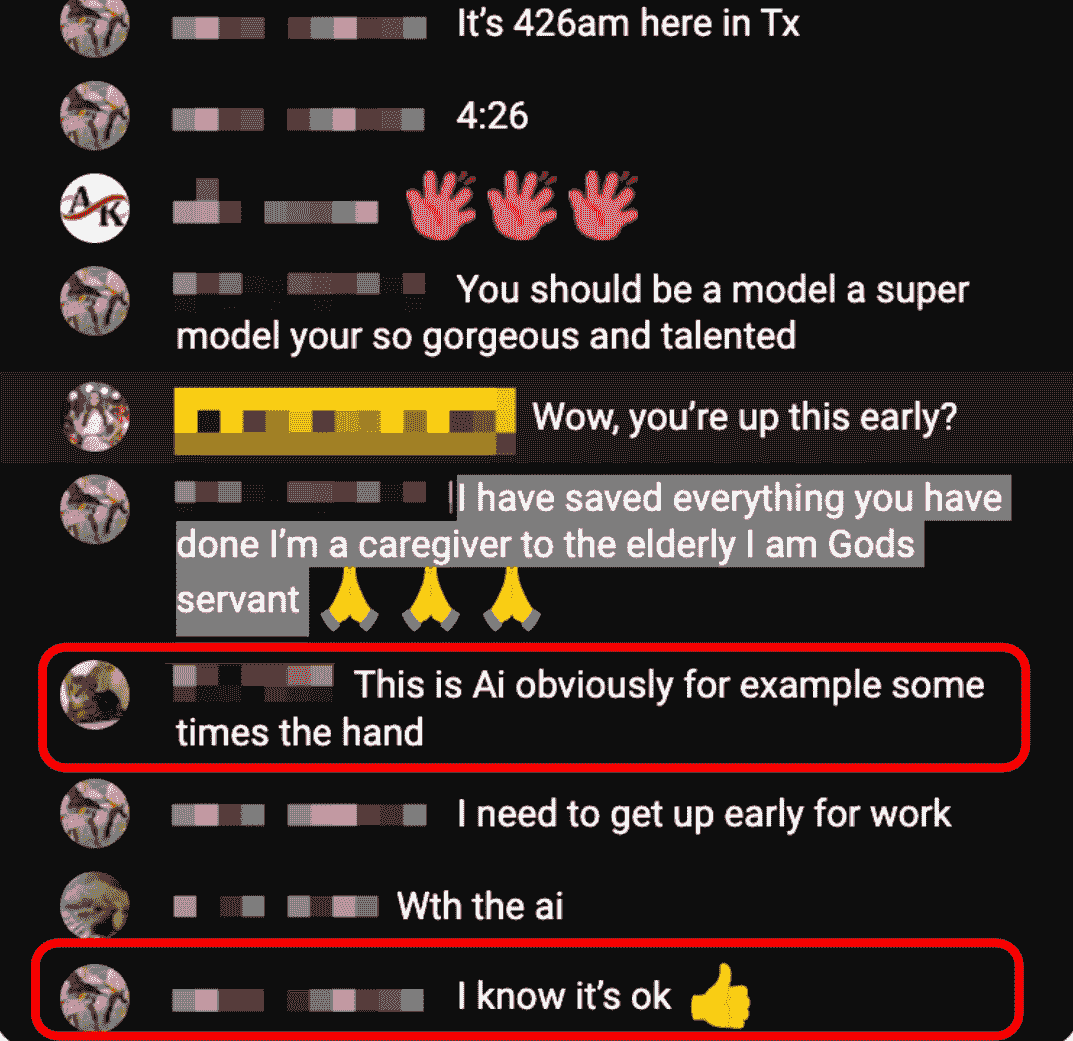 It's 426am here in Tx
4:26
AK
You should be a model a super
model your so gorgeous and talented
Wow, you're up this early?
I have saved everything you have
done I'm a caregiver to the elderly I am Gods
servant
This is Ai obviously for example some
times the hand
I need to get up early for work
Wth the ai
I know it's ok